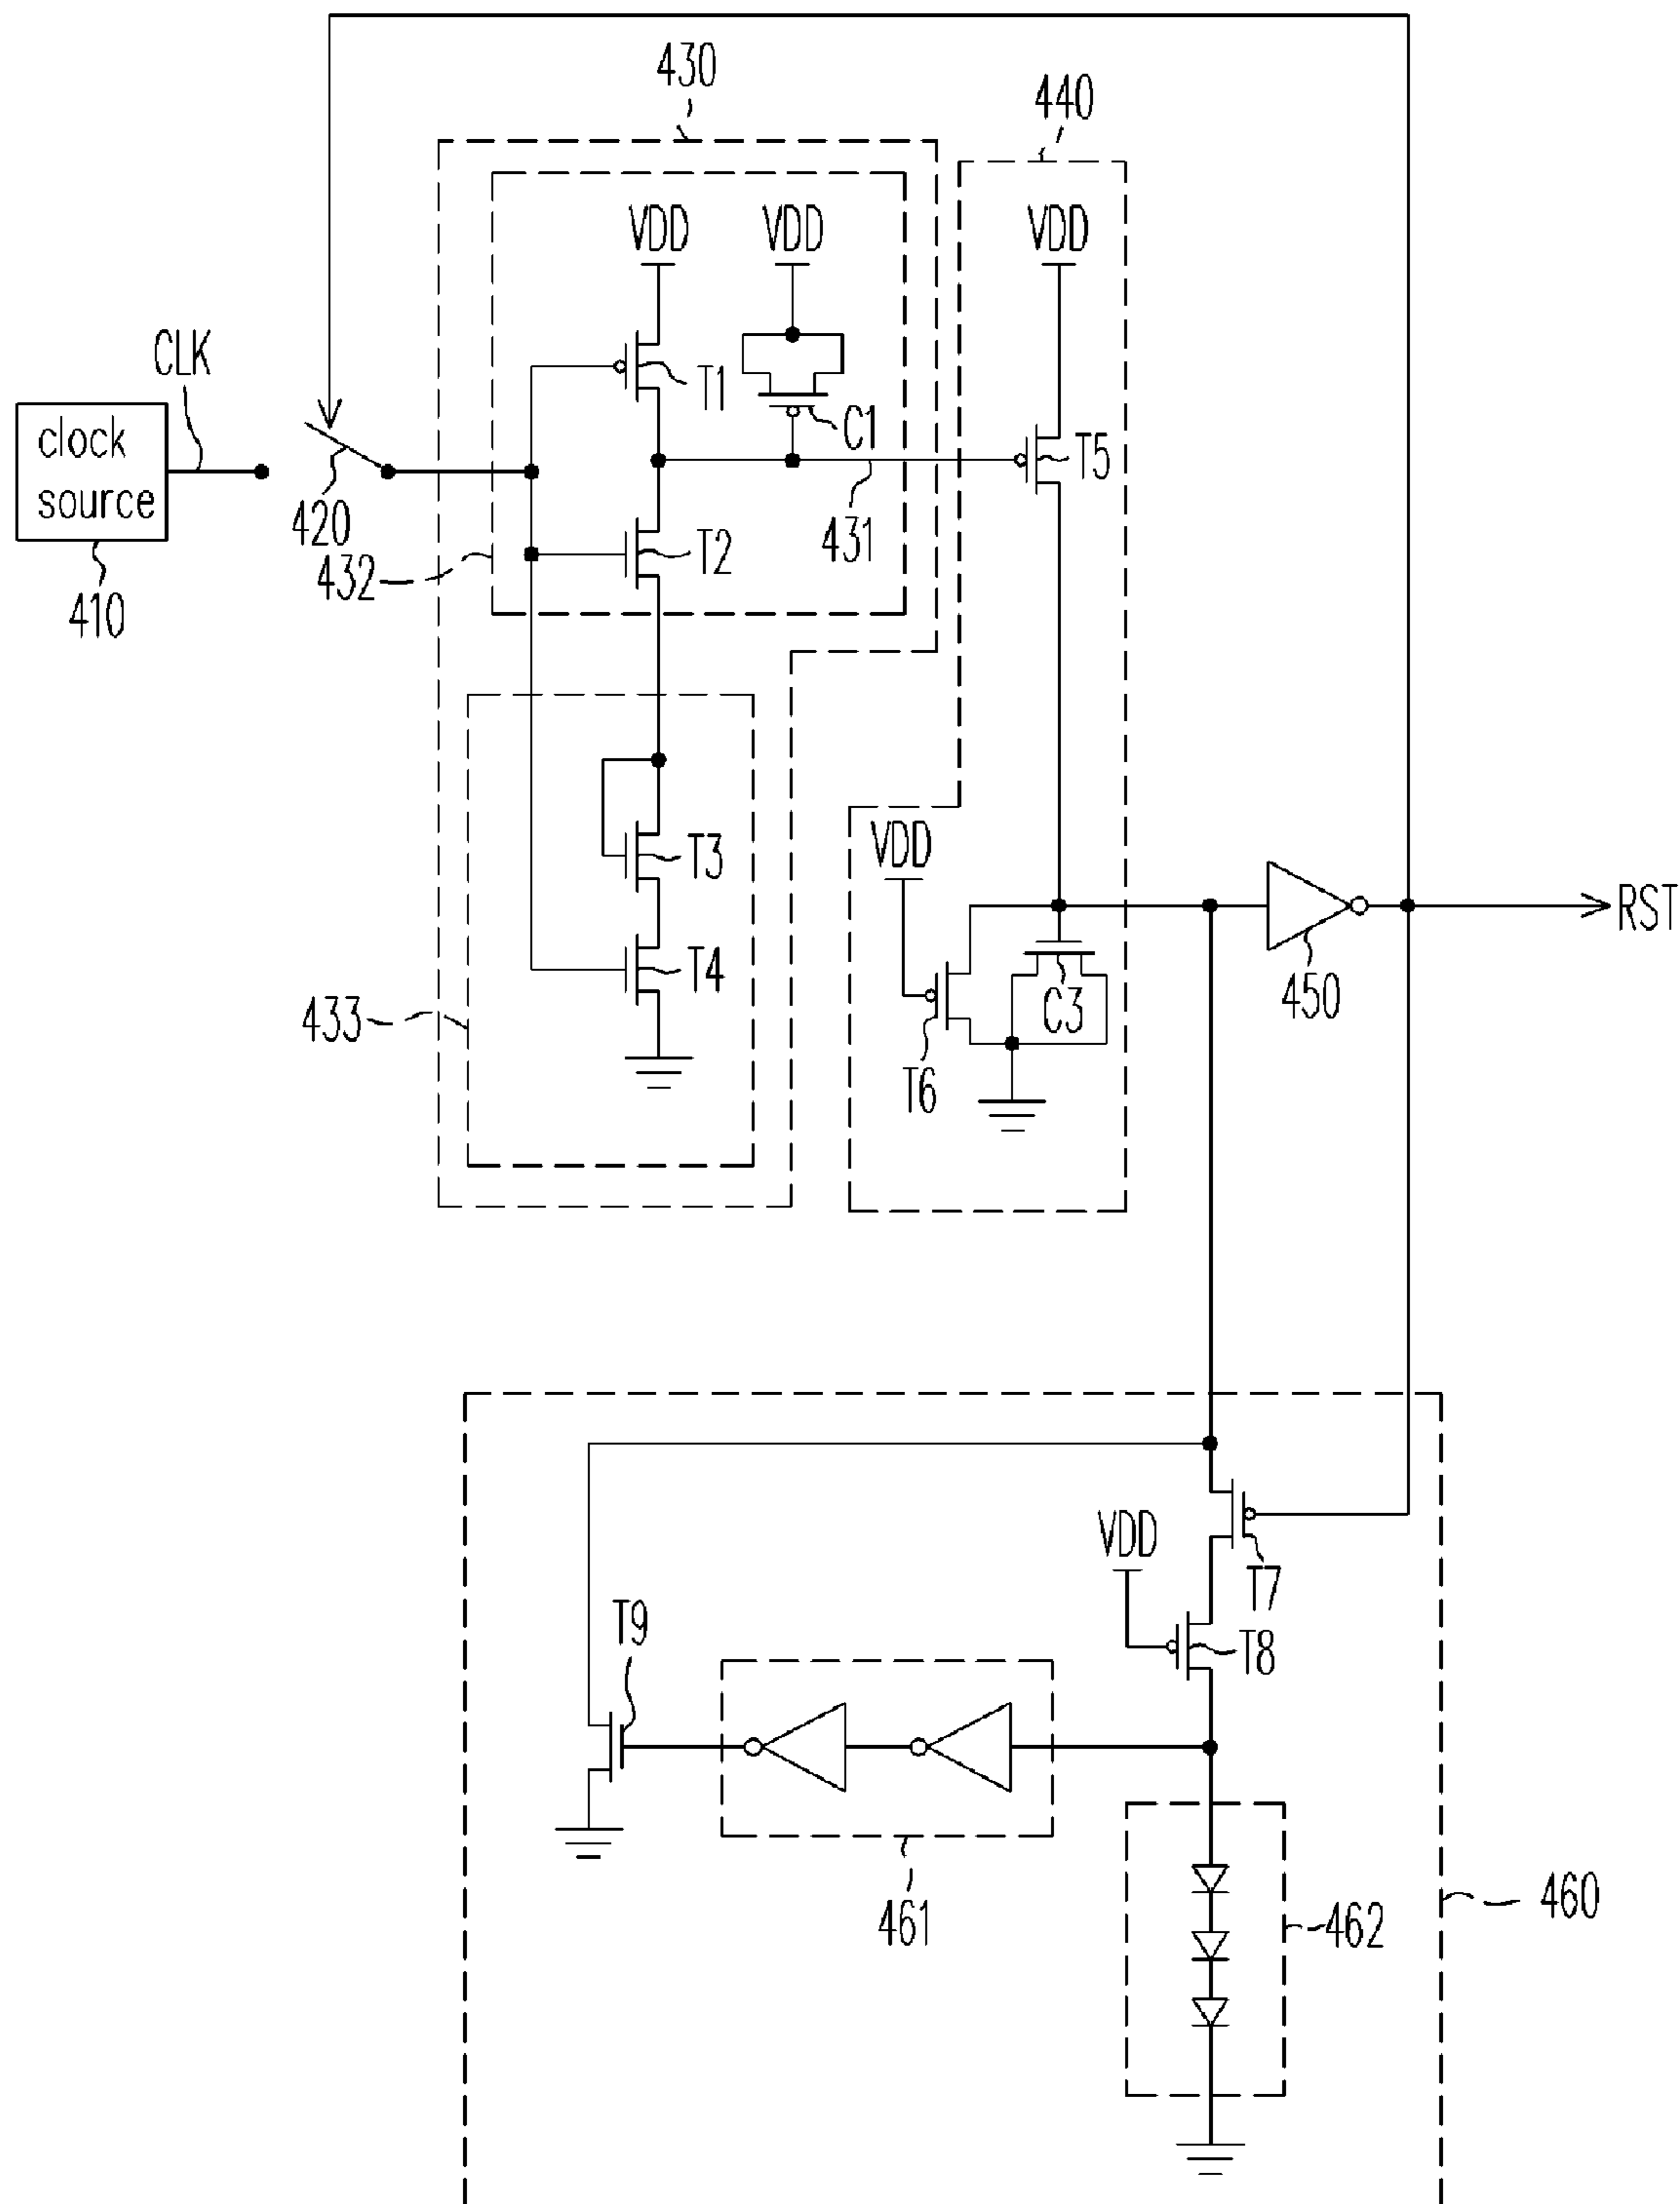 430
440
VDD
VDD
VDD
CLK
T1
C1
T5
clock
source
420
431
T2
432
410
VDD
T3
RST
T4
C3
450
433
T6
VDD
T7
T9
T8
461
462
460